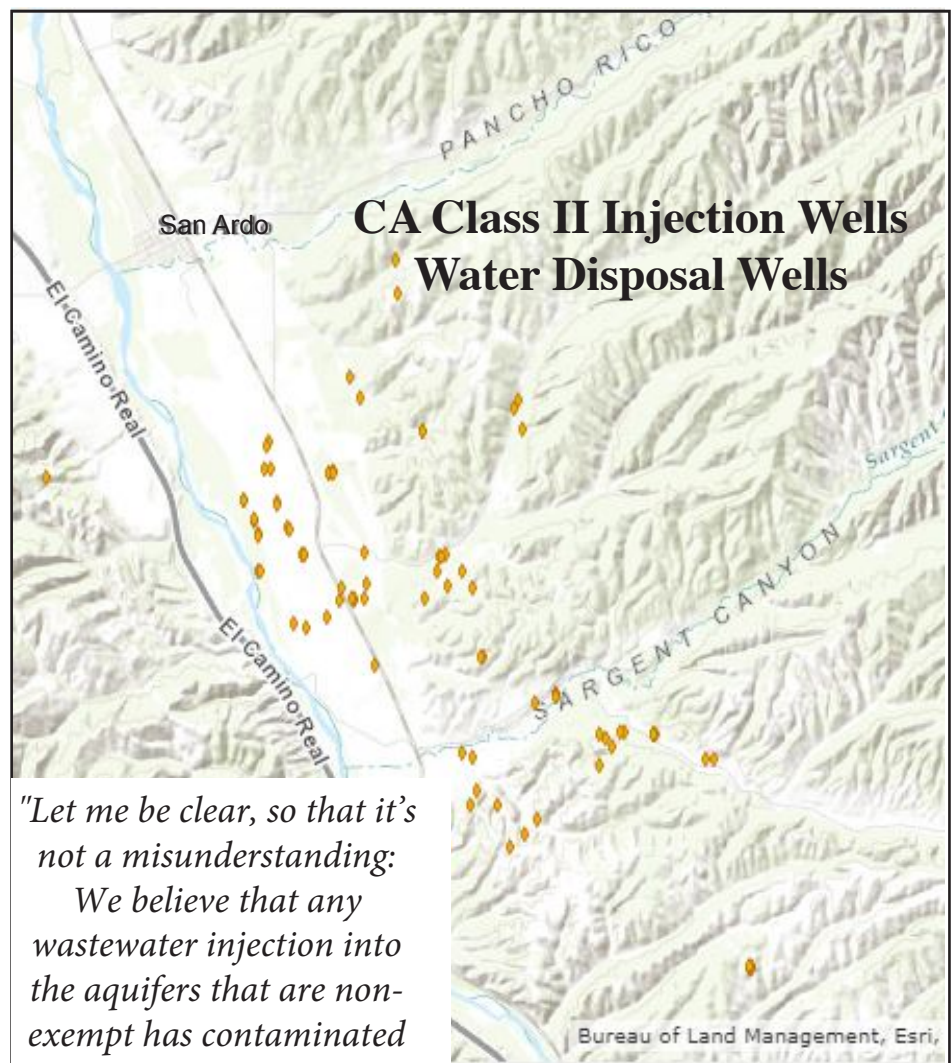 PANCHO RICO
San Ardo
CA Class II Injection Wells
Water Disposal Wells
El Camino Real
Sargent
SARGENT CANYON
El Camino Real
"Let me be clear, so that it's
not a misunderstanding:
We believe that any
wastewater injection into
the aquifers that are non-
exempt has contaminated
Bureau of Land Management, Esri,